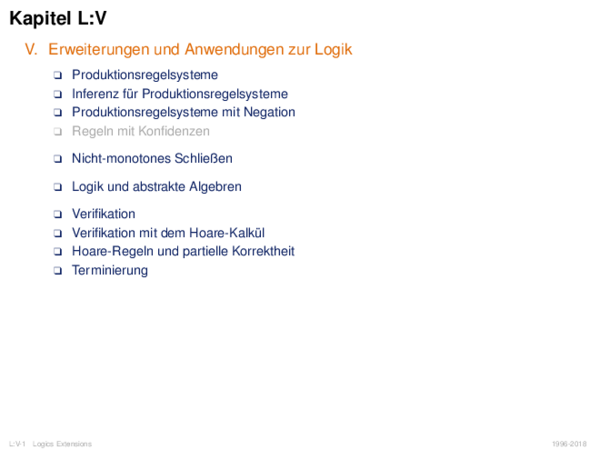 Kapitel L:V
V. Erweiterungen und Anwendungen zur Logik
❑ Produktionsregelsysteme
❑ Inferenz für Produktionsregelsysteme
❑ Produktionsregelsysteme mit Negation
❑ Regeln mit Konfidenzen
❑ Nicht-monotones Schließen
❑ Logik und abstrakte Algebren
❑ Verifikation
❑ Verifikation mit dem Hoare-Kalkül
❑ Hoare-Regeln und partielle Korrektheit
❑ Terminierung
L:V-1 Logics Extensions 1996-2018